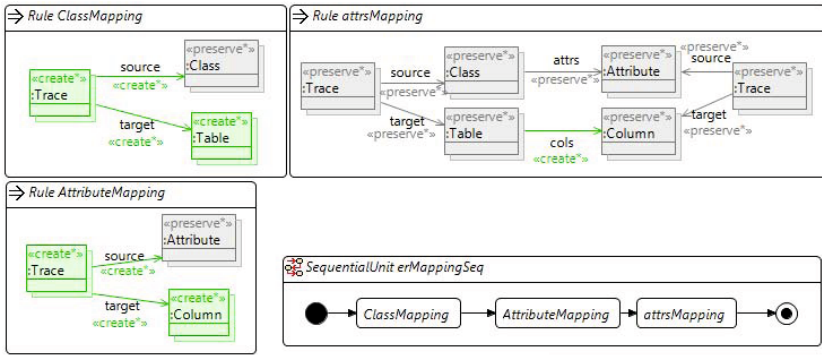 Rule ClassMapping
«preserve*»
:Class
source
«create*»
«create*»
:Trace
target
«create*»
«create*»
:Table
Rule attrsMapping
«preserve*»
:Trace
source
«preserve*»
«preserve*»
:Class
attrs
«preserve*»
«preserve*»
:Attribute
«preserve*»
source
«preserve*»
:Trace
target
«preserve*»
«preserve*»
:Table
cols
«create*»
«preserve*»
:Column
target
«preserve*»
Rule AttributeMapping
«preserve*»
:Attribute
source
«create*»
«create*»
:Trace
target
«create*»
«create*»
:Column
SequentialUnit erMappingSeq
ClassMapping
AttributeMapping
attrsMapping